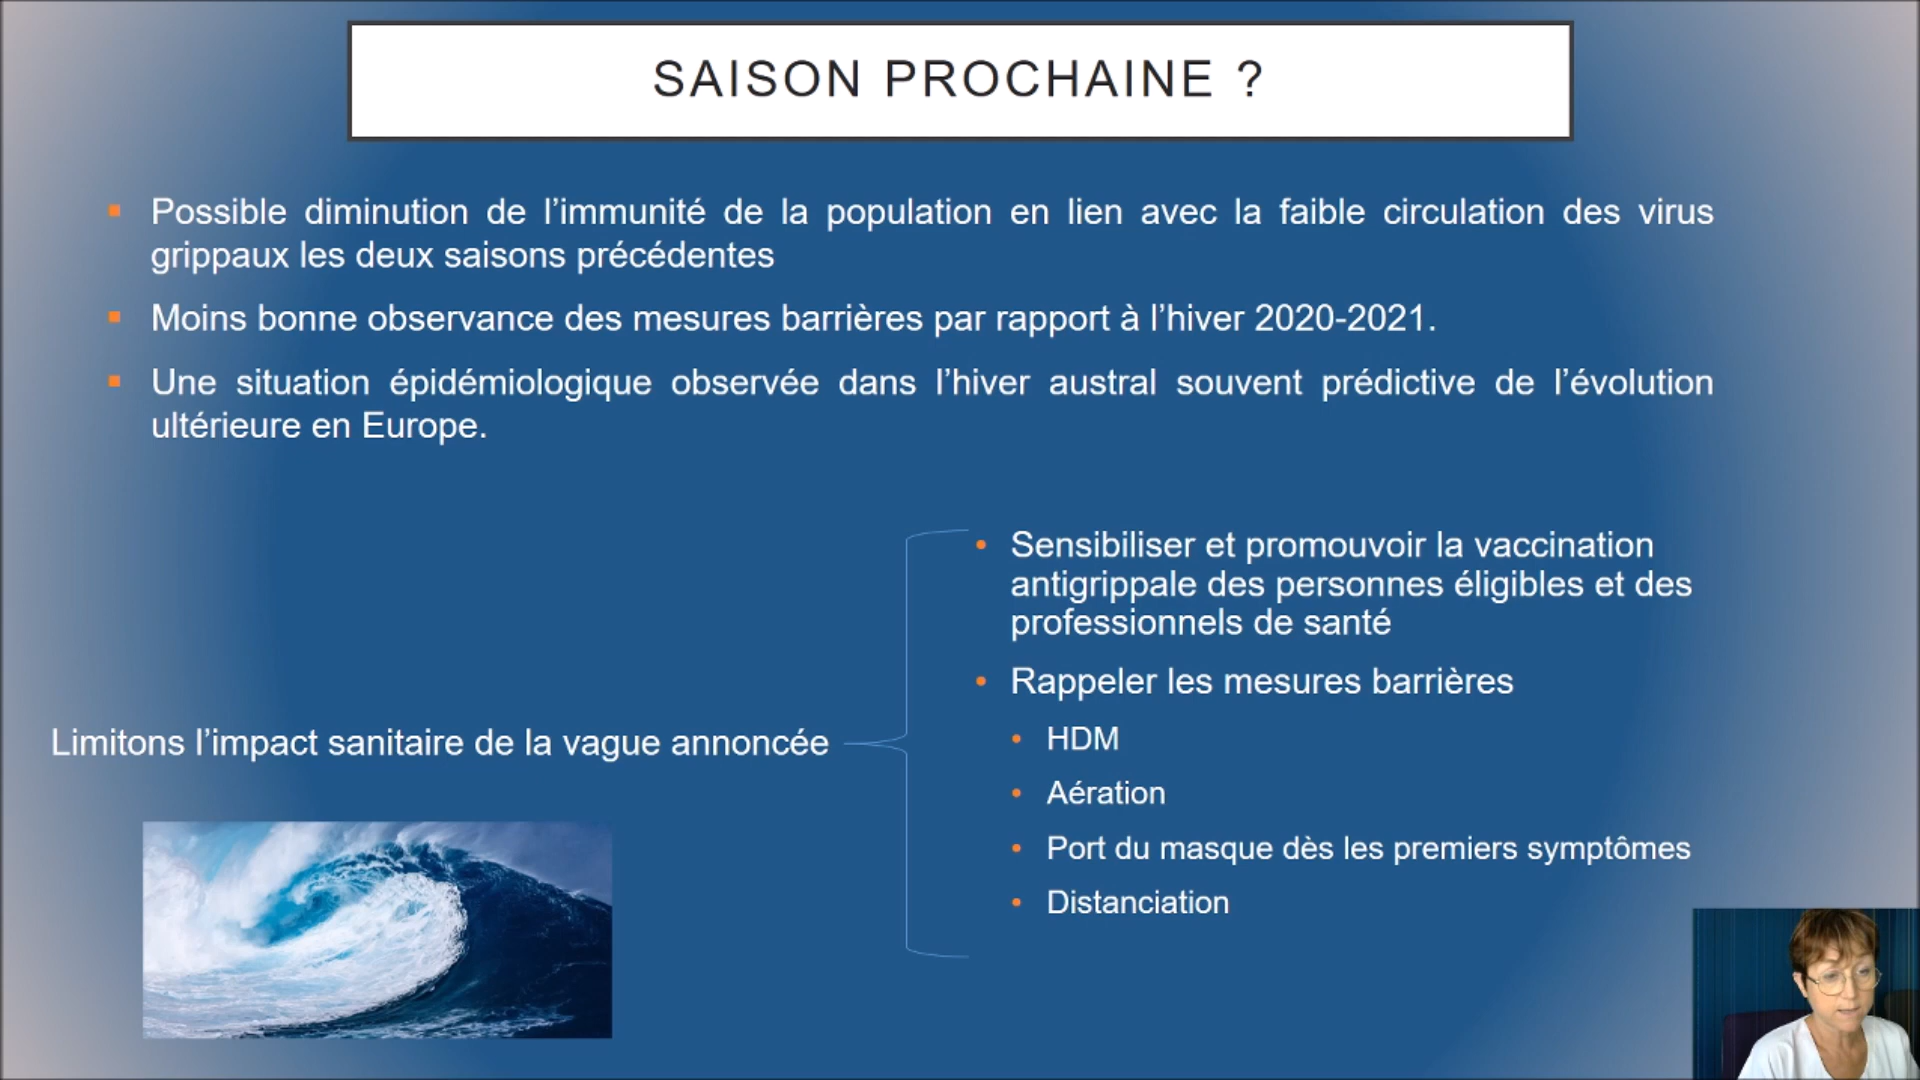 SAISON PROCHAINE ?
Possible diminution de l’immunité de la population en lien avec la faible circulation des virus
grippaux les deux saisons précédentes
Moins bonne observance des mesures barrières par rapport à l’hiver 2020-2021.
Une situation épidémiologique observée dans l’hiver austral souvent prédictive de l’évolution
ultérieure en Europe.
Limitons l’impact sanitaire de la vague annoncée
Sensibiliser et promouvoir la vaccination
antigrippale des personnes éligibles et des
professionnels de santé
Rappeler les mesures barrières
HDM
Aération
Port du masque dès les premiers symptômes
Distanciation